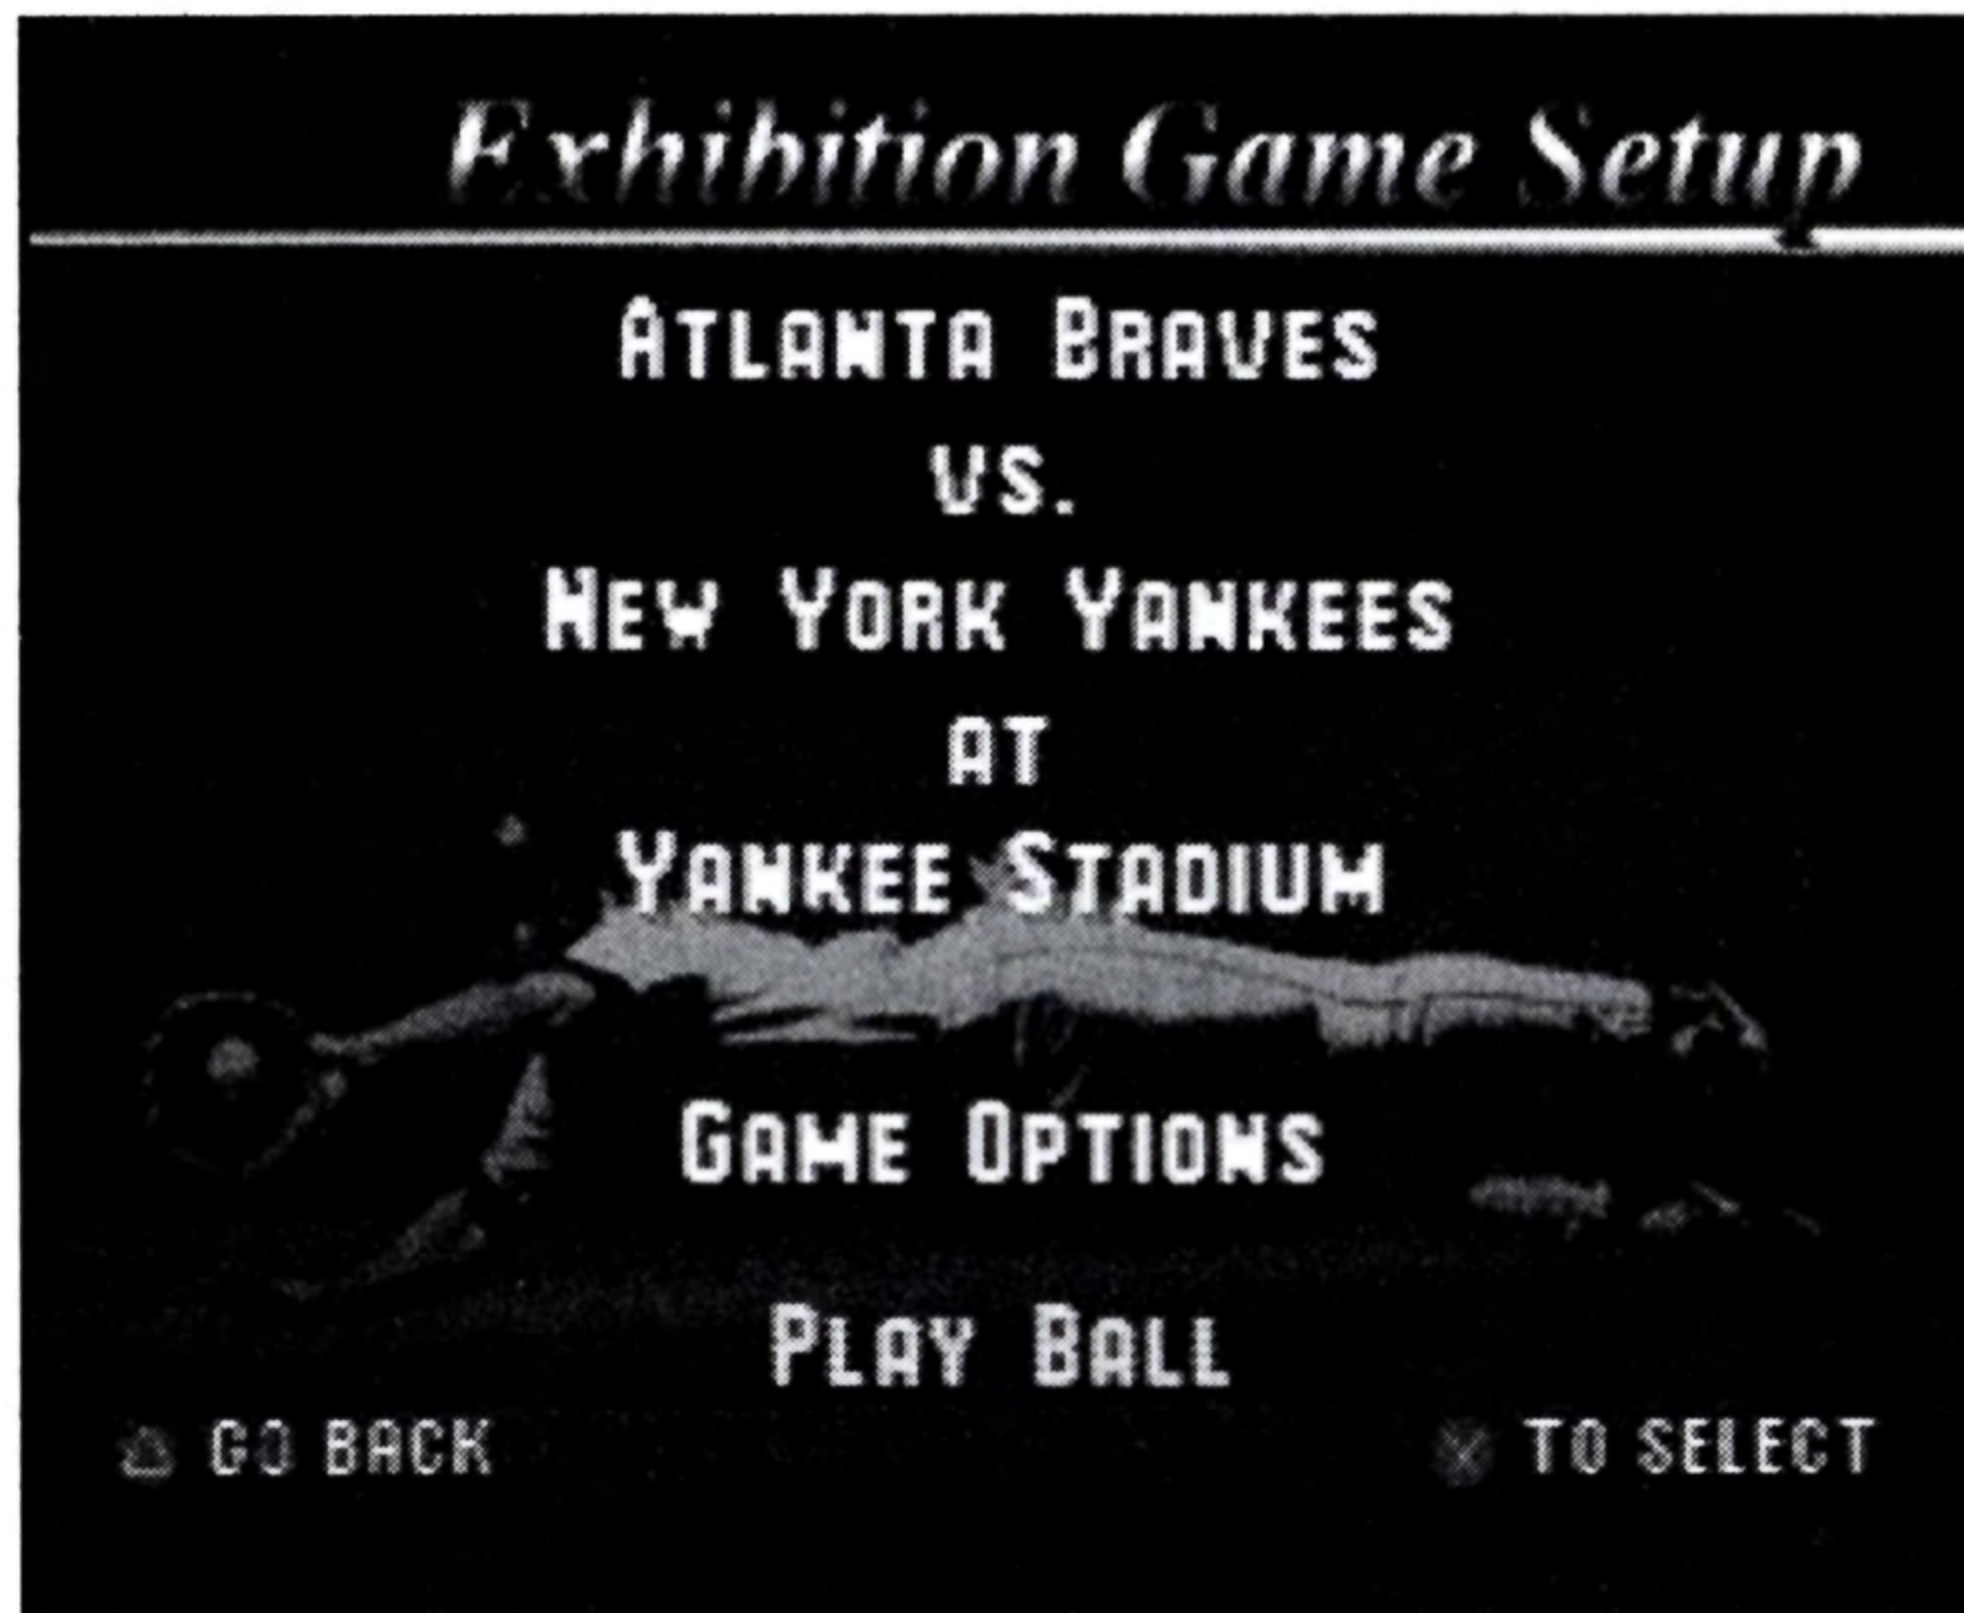 Exhibition Game Setup
ATLANTA BRAVES
VS.
NEW YORK YANKEES
AT
YANKEE STADIUM
GAME OPTIONS
PLAY BALL
GO BACK
TO SELECT